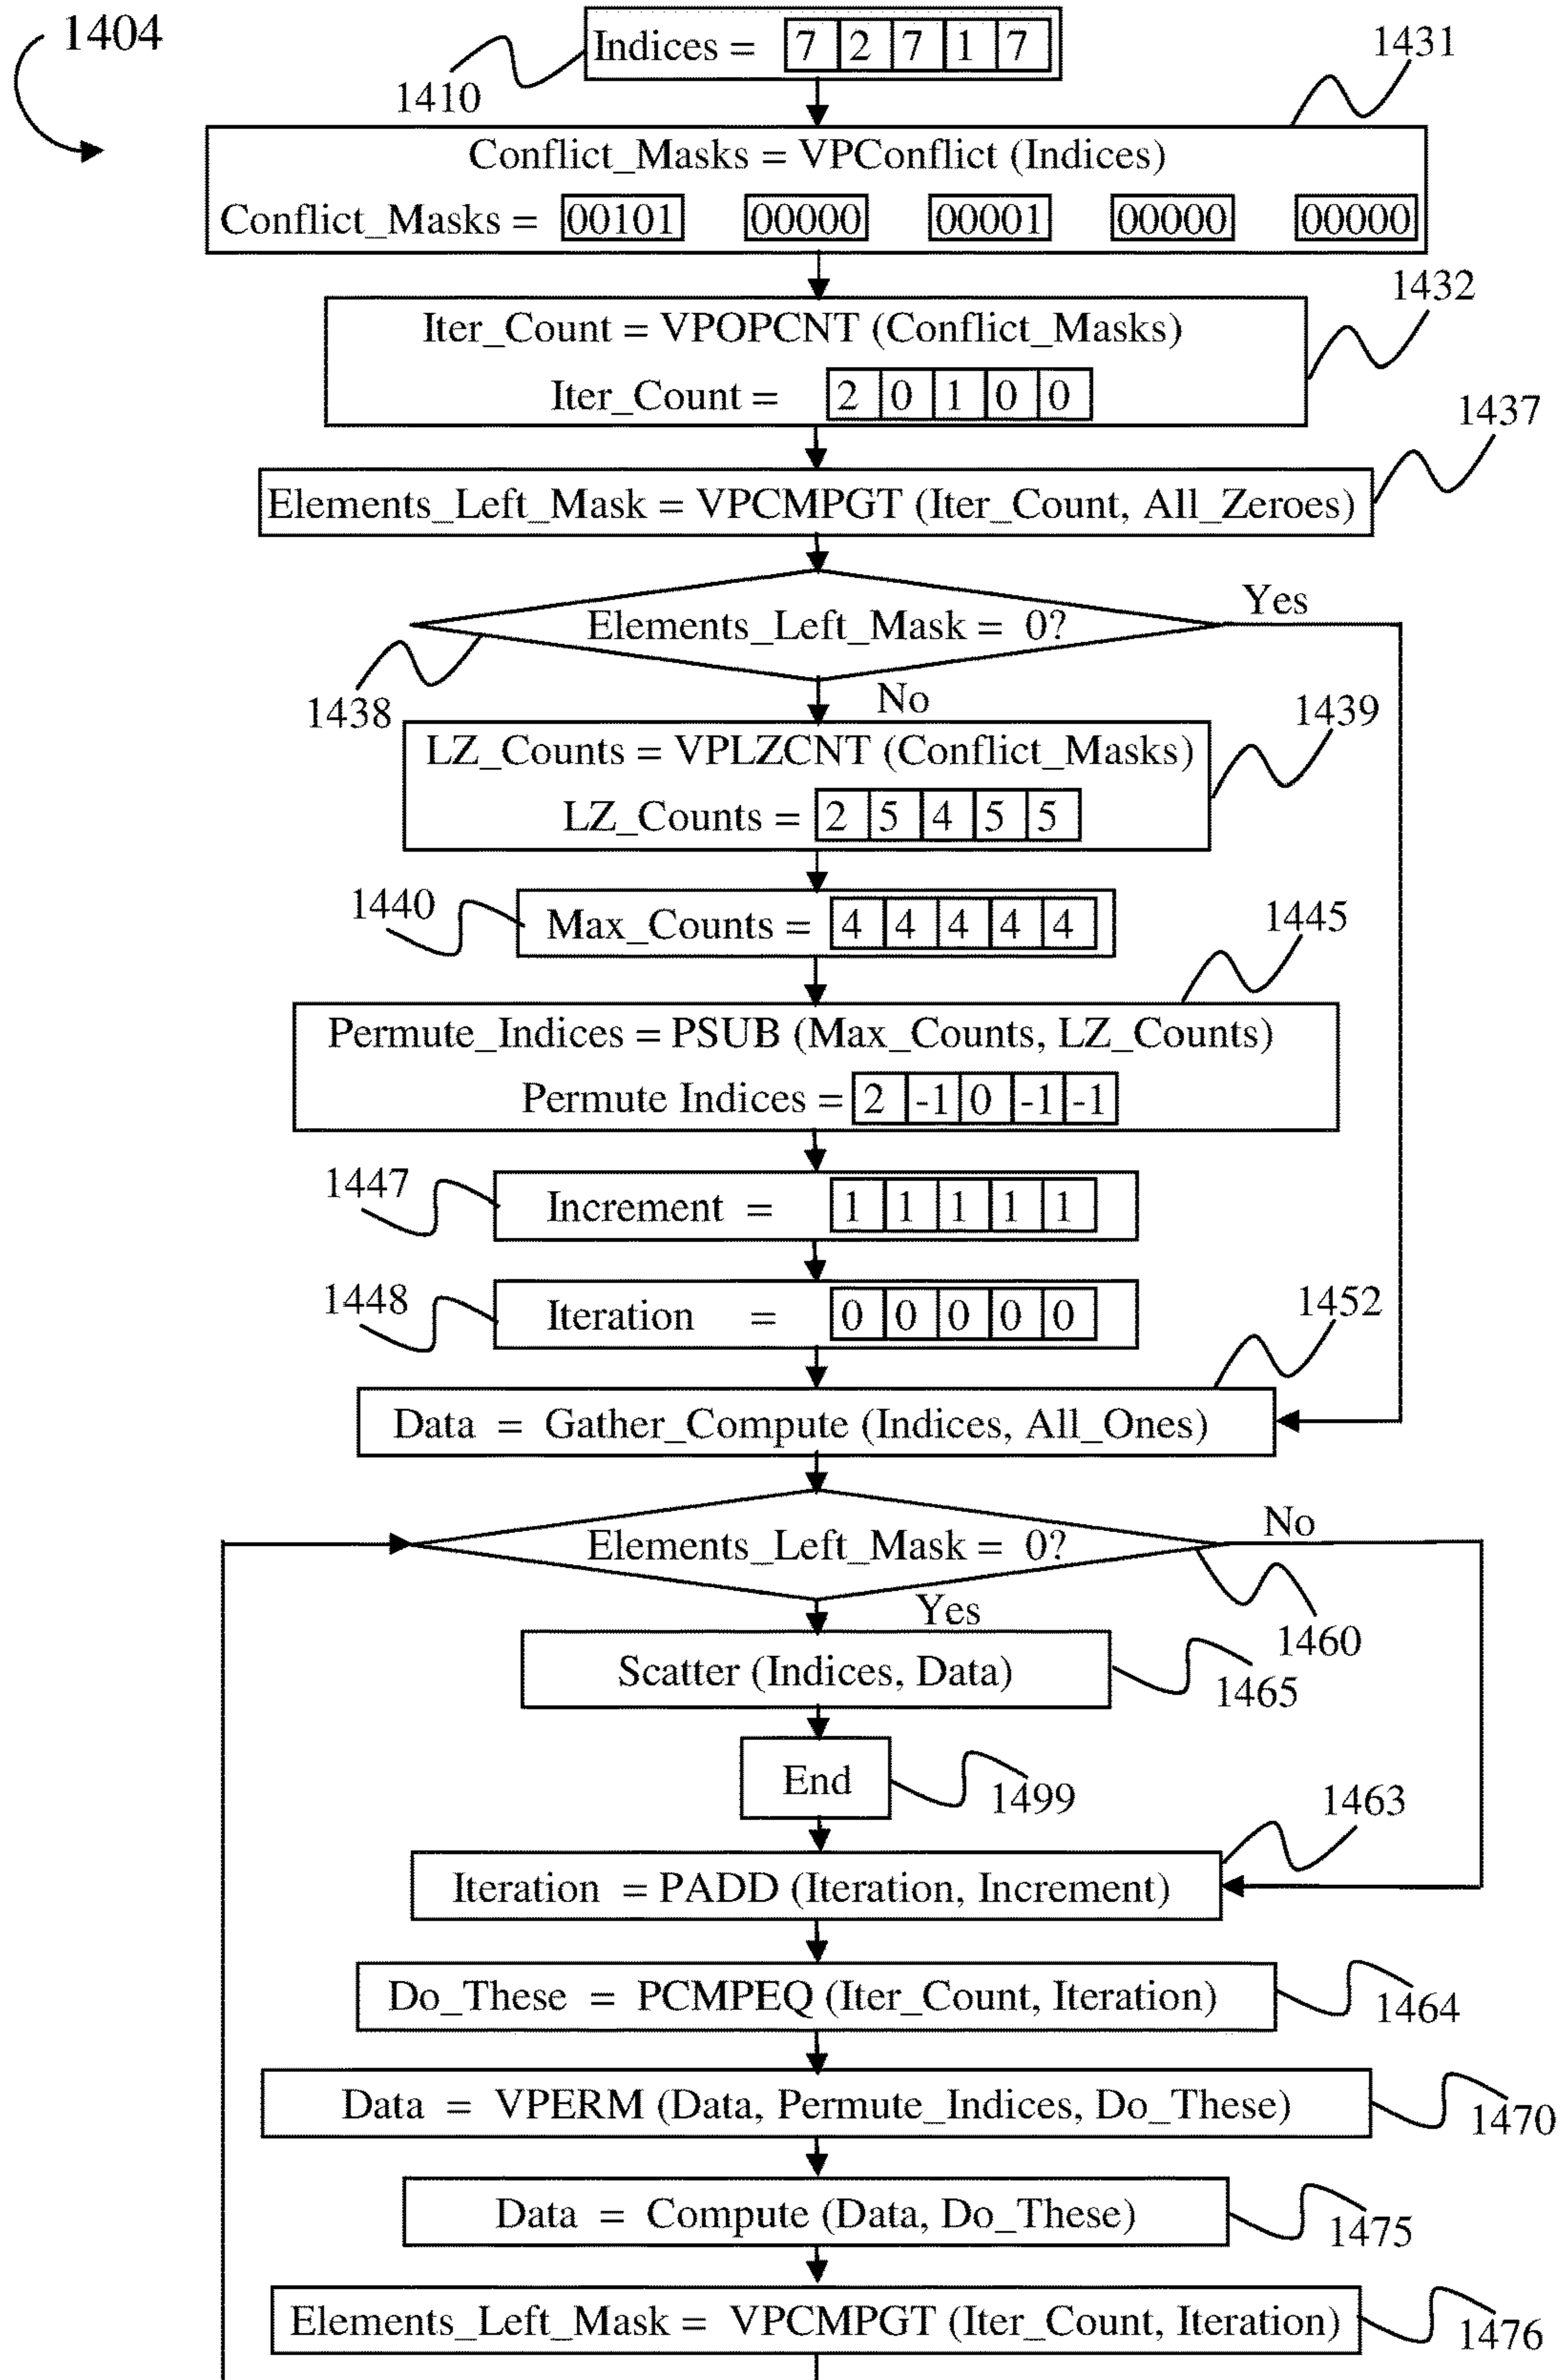 1404
Indices = 7 2 7 1 7
1410
1431
Conflict_Masks = VPConflict (Indices)
Conflict_Masks = 00101 00000 00001 00000 00000
1432
Iter_Count = VPOPCNT (Conflict_Masks)
Iter_Count = 2 0 1 0 0
1437
Elements_Left_Mask = VPCMPGT (Iter_Count, All_Zeroes)
Elements_Left_Mask = 0?
Yes
1438
No
1439
LZ_Counts = VPLZCNT (Conflict_Masks)
LZ_Counts = 2 5 4 5 5
1440
Max_Counts = 4 4 4 4 4
1445
Permute_Indices = PSUB (Max_Counts, LZ_Counts)
Permute Indices = 2 -1 0 -1 -1
1447
Increment = 1 1 1 1 1
1448
Iteration = 0 0 0 0 0
1452
Data = Gather_Compute (Indices, All_Ones)
Elements_Left_Mask = 0?
No
Yes
1460
Scatter (Indices, Data)
1465
End
1499
1463
Iteration = PADD (Iteration, Increment)
Do_These = PCMPEQ (Iter_Count, Iteration)
1464
Data = VPERM (Data, Permute_Indices, Do_These)
1470
Data = Compute (Data, Do_These)
1475
Elements_Left_Mask = VPCMPGT (Iter_Count, Iteration)
1476